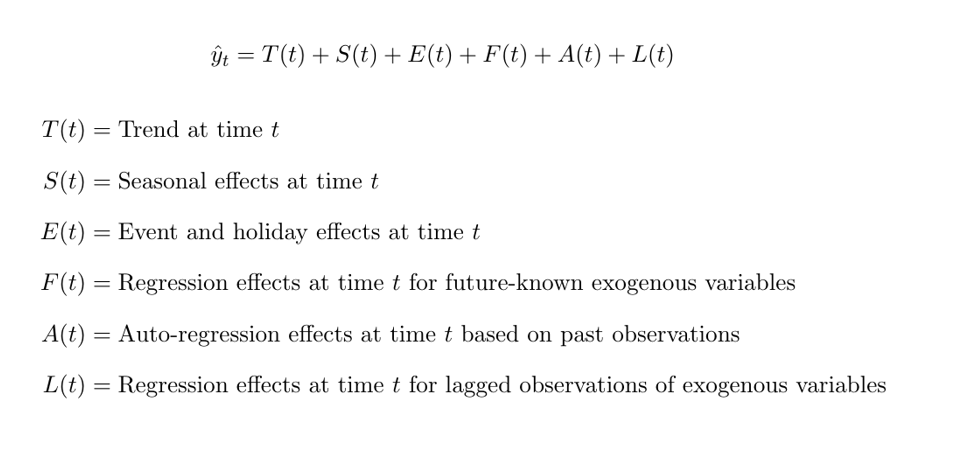 ŷₜ = T(t) + S(t) + E(t) + F(t) + A(t) + L(t)
T(t) = Trend at time t
S(t) = Seasonal effects at time t
E(t) = Event and holiday effects at time t
F(t) = Regression effects at time t for future-known exogenous variables
A(t) = Auto-regression effects at time t based on past observations
L(t) = Regression effects at time t for lagged observations of exogenous variables